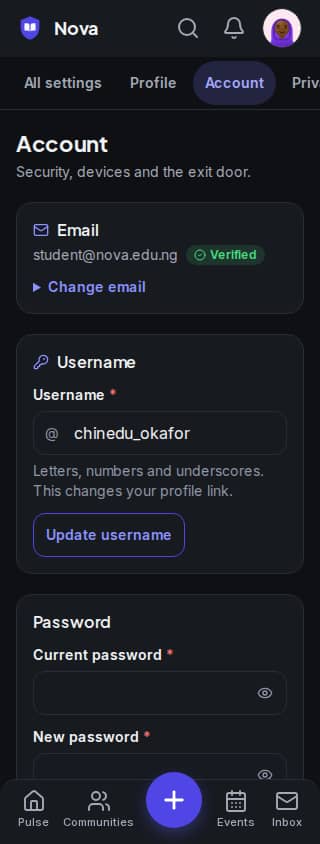 Nova
All settings Profile Account Priv
Account
Security, devices and the exit door.
Email
student@nova.edu.ng Verified
Change email
Username
Username *
@ chinedu_okafor
Letters, numbers and underscores.
This changes your profile link.
Update username
Password
Current password *
New password *
Pulse Communities Events Inbox